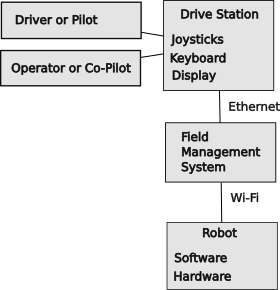 Driver or Pilot
Operator or Co-Pilot
Drive Station
Joysticks
Keyboard
Display
Ethernet
Field
Management
System
Wi-Fi
Robot
Software
Hardware